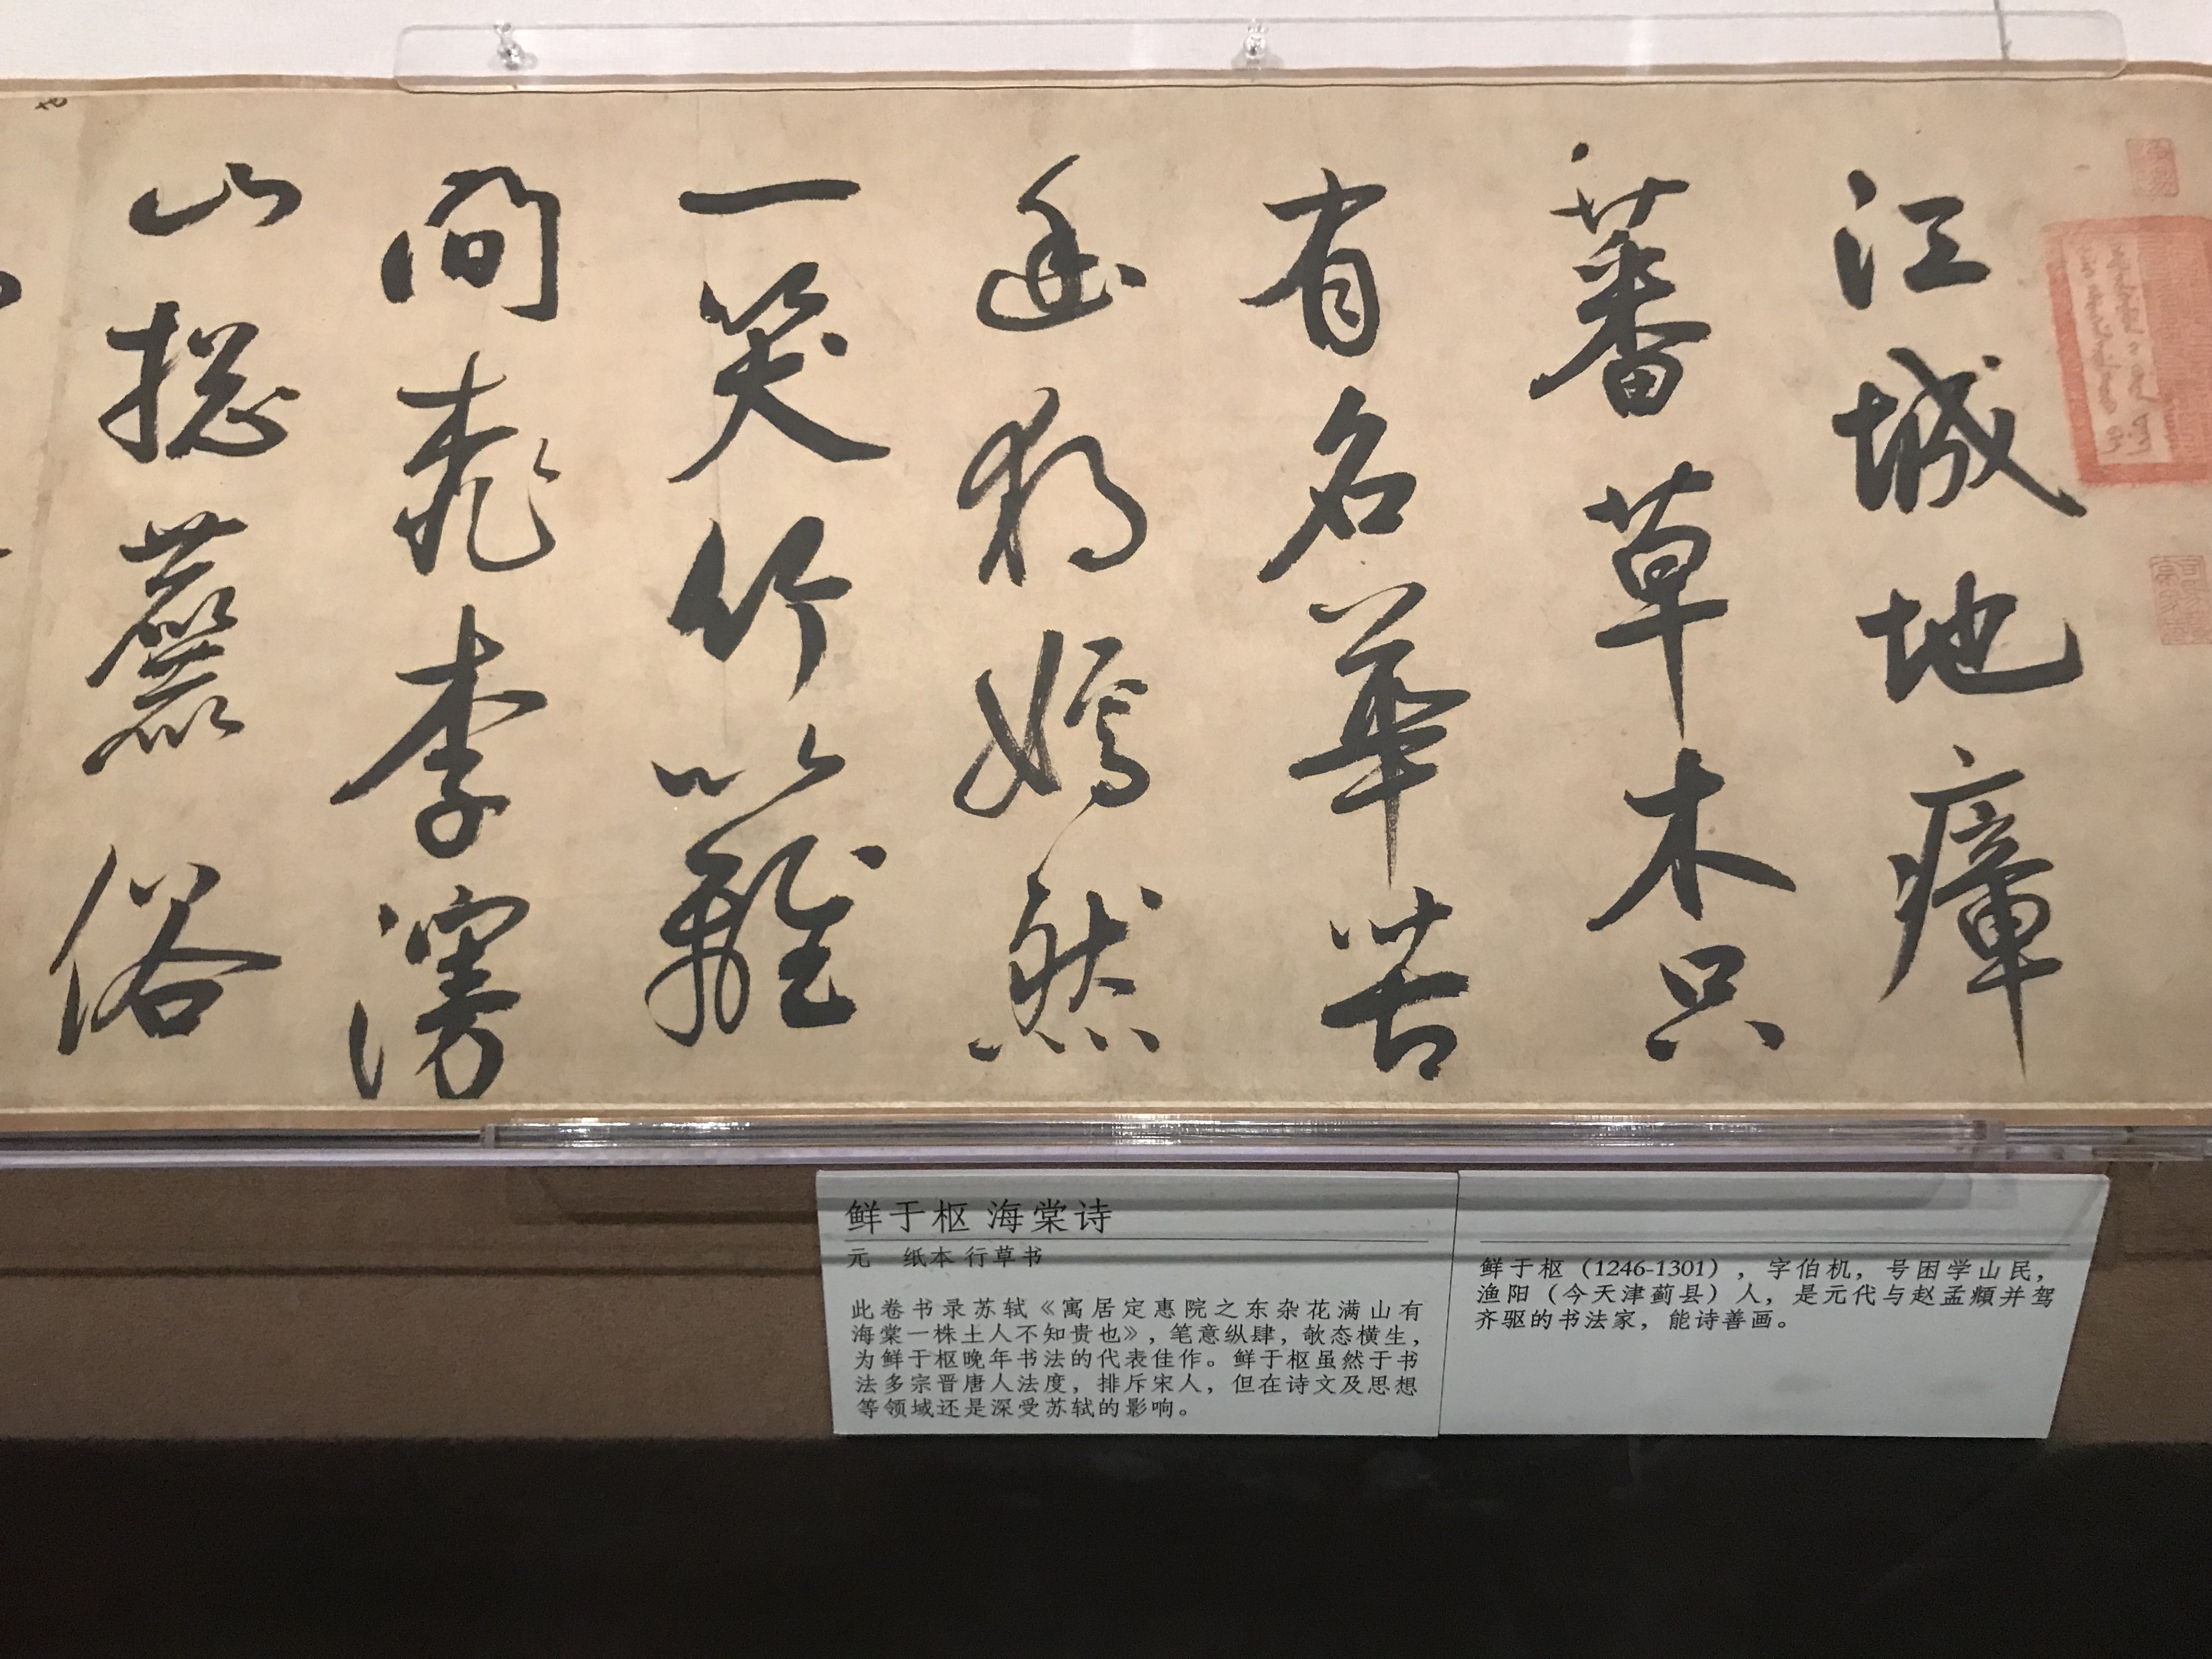 江城地瘴
蕃草木只
有名華苦
幽獨嫣然
一笑竹籬
間桃李漫
山揔麄俗
鲜于枢 海棠诗
元 纸本 行草书
此卷书录苏轼《寓居定惠院之东杂花满山有
海棠一株土人不知贵也》，笔意纵肆，欹态横生，
为鲜于枢晚年书法的代表佳作。鲜于枢虽然于书
法多宗晋唐人法度，排斥宋人，但在诗文及思想
等领域还是深受苏轼的影响。
鲜于枢（1246-1301），字伯机，号困学山民，
渔阳（今天津蓟县）人，是元代与赵孟頫并驾
齐驱的书法家，能诗善画。